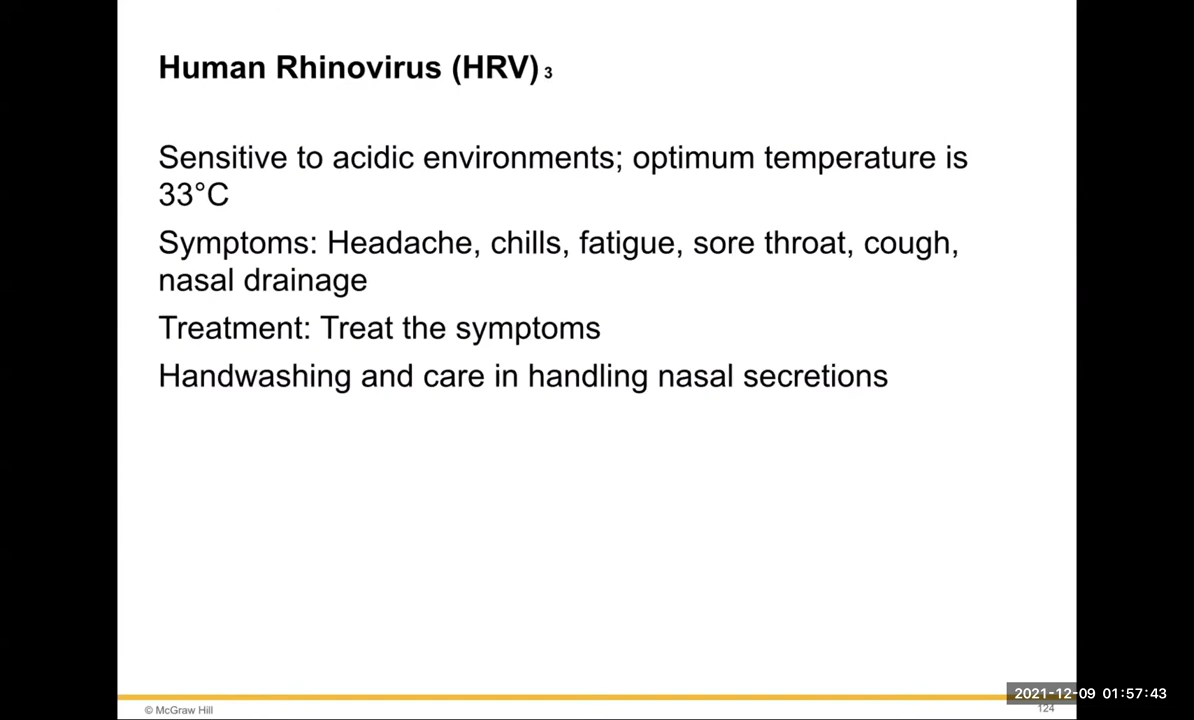 Human Rhinovirus (HRV) 3
Sensitive to acidic environments; optimum temperature is
33°C
Symptoms: Headache, chills, fatigue, sore throat, cough,
nasal drainage
Treatment: Treat the symptoms
Handwashing and care in handling nasal secretions
2021-12-09 01:57:43
© McGraw Hill
124